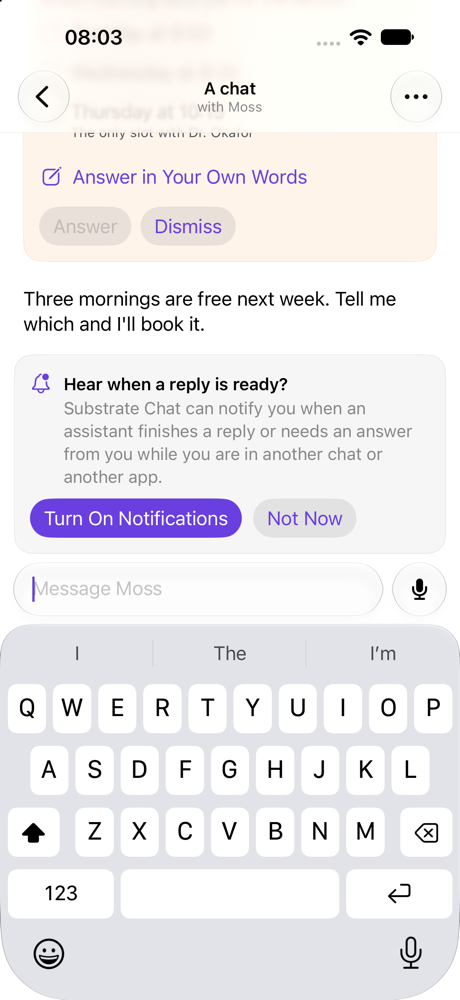 08:03
A chat
with Moss
Thursday at 10:15
The only slot with Dr. Okafor
Answer in Your Own Words
Answer
Dismiss
Three mornings are free next week. Tell me
which and I'll book it.
Hear when a reply is ready?
Substrate Chat can notify you when an
assistant finishes a reply or needs an answer
from you while you are in another chat or
another app.
Turn On Notifications
Not Now
Message Moss
I The I'm
Q W E R T Y U I O P
A S D F G H J K L
Z X C V B N M
123